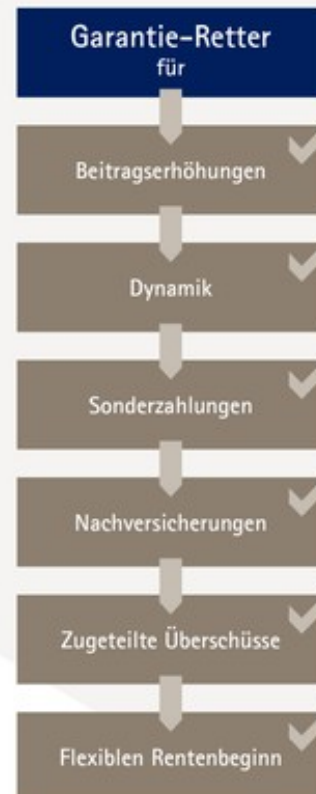 Garantie-Retter
für
Beitragserhöhungen
Dynamik
Sonderzahlungen
Nachversicherungen
Zugeteilte Überschüsse
Flexiblen Rentenbeginn